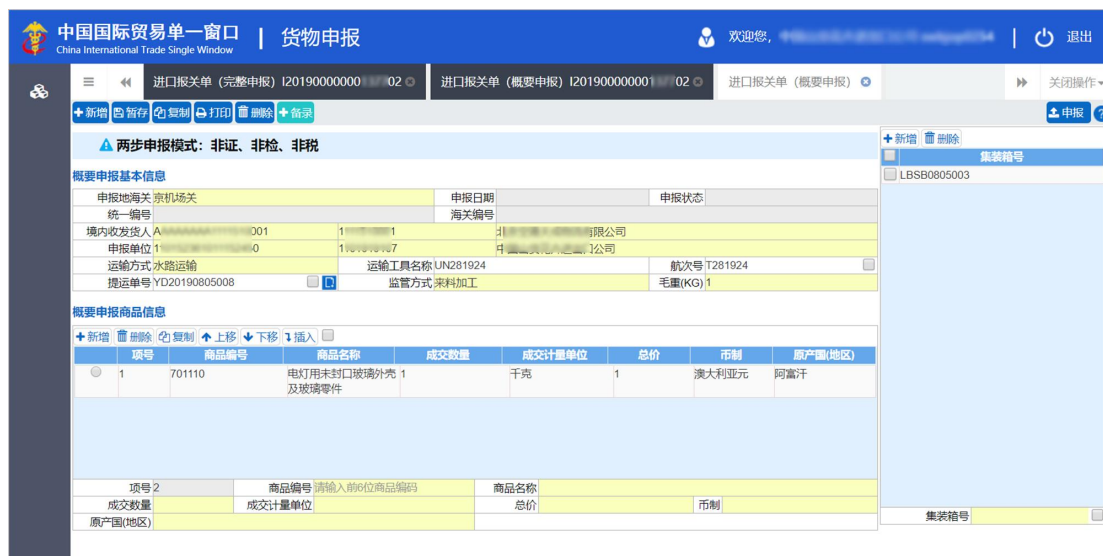 中国国际贸易单一窗口 | 货物申报
China International Trade Single Window
欢迎您, | 退出
进口报关单（完整申报）I20190000000 02 进口报关单（概要申报）I20190000001 02 进口报关单（概要申报） 关闭操作
新增 暂存 复制 打印 删除 备录 申报
两步申报模式：非证、非检、非税
新增 删除
集装箱号
LBSB0805003
概要申报基本信息
申报地海关 京机场关 申报日期 申报状态
统一编号 海关编号
境内收发货人 A 001 1 1 有限公司
申报单位 1 0 1 7 公司
运输方式 水路运输 运输工具名称 UN281924 航次号 T281924
提运单号 YD20190805008 监管方式 来料加工 毛重(KG) 1
概要申报商品信息
新增 删除 复制 上移 下移 插入
项号 商品编号 商品名称 成交数量 成交计量单位 总价 币制 原产国(地区)
1 701110 电灯用未封口玻璃外壳 1 千克 1 澳大利亚元 阿富汗
及玻璃零件
项号 2 商品编号 请输入前6位商品编码 商品名称
成交数量 成交计量单位 总价 币制
原产国(地区)
集装箱号